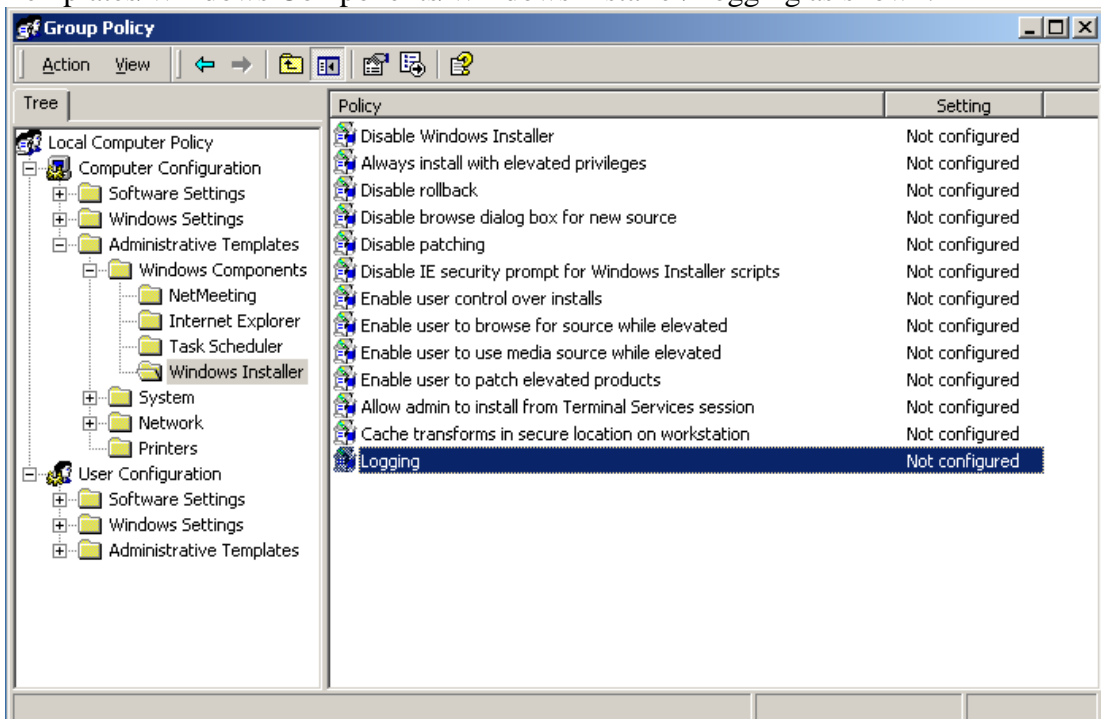 Group Policy
Action View
Tree
Policy Setting
Local Computer Policy
Computer Configuration
Software Settings
Windows Settings
Administrative Templates
Windows Components
NetMeeting
Internet Explorer
Task Scheduler
Windows Installer
System
Network
Printers
User Configuration
Software Settings
Windows Settings
Administrative Templates
Disable Windows Installer Not configured
Always install with elevated privileges Not configured
Disable rollback Not configured
Disable browse dialog box for new source Not configured
Disable patching Not configured
Disable IE security prompt for Windows Installer scripts Not configured
Enable user control over installs Not configured
Enable user to browse for source while elevated Not configured
Enable user to use media source while elevated Not configured
Enable user to patch elevated products Not configured
Allow admin to install from Terminal Services session Not configured
Cache transforms in secure location on workstation Not configured
Logging Not configured